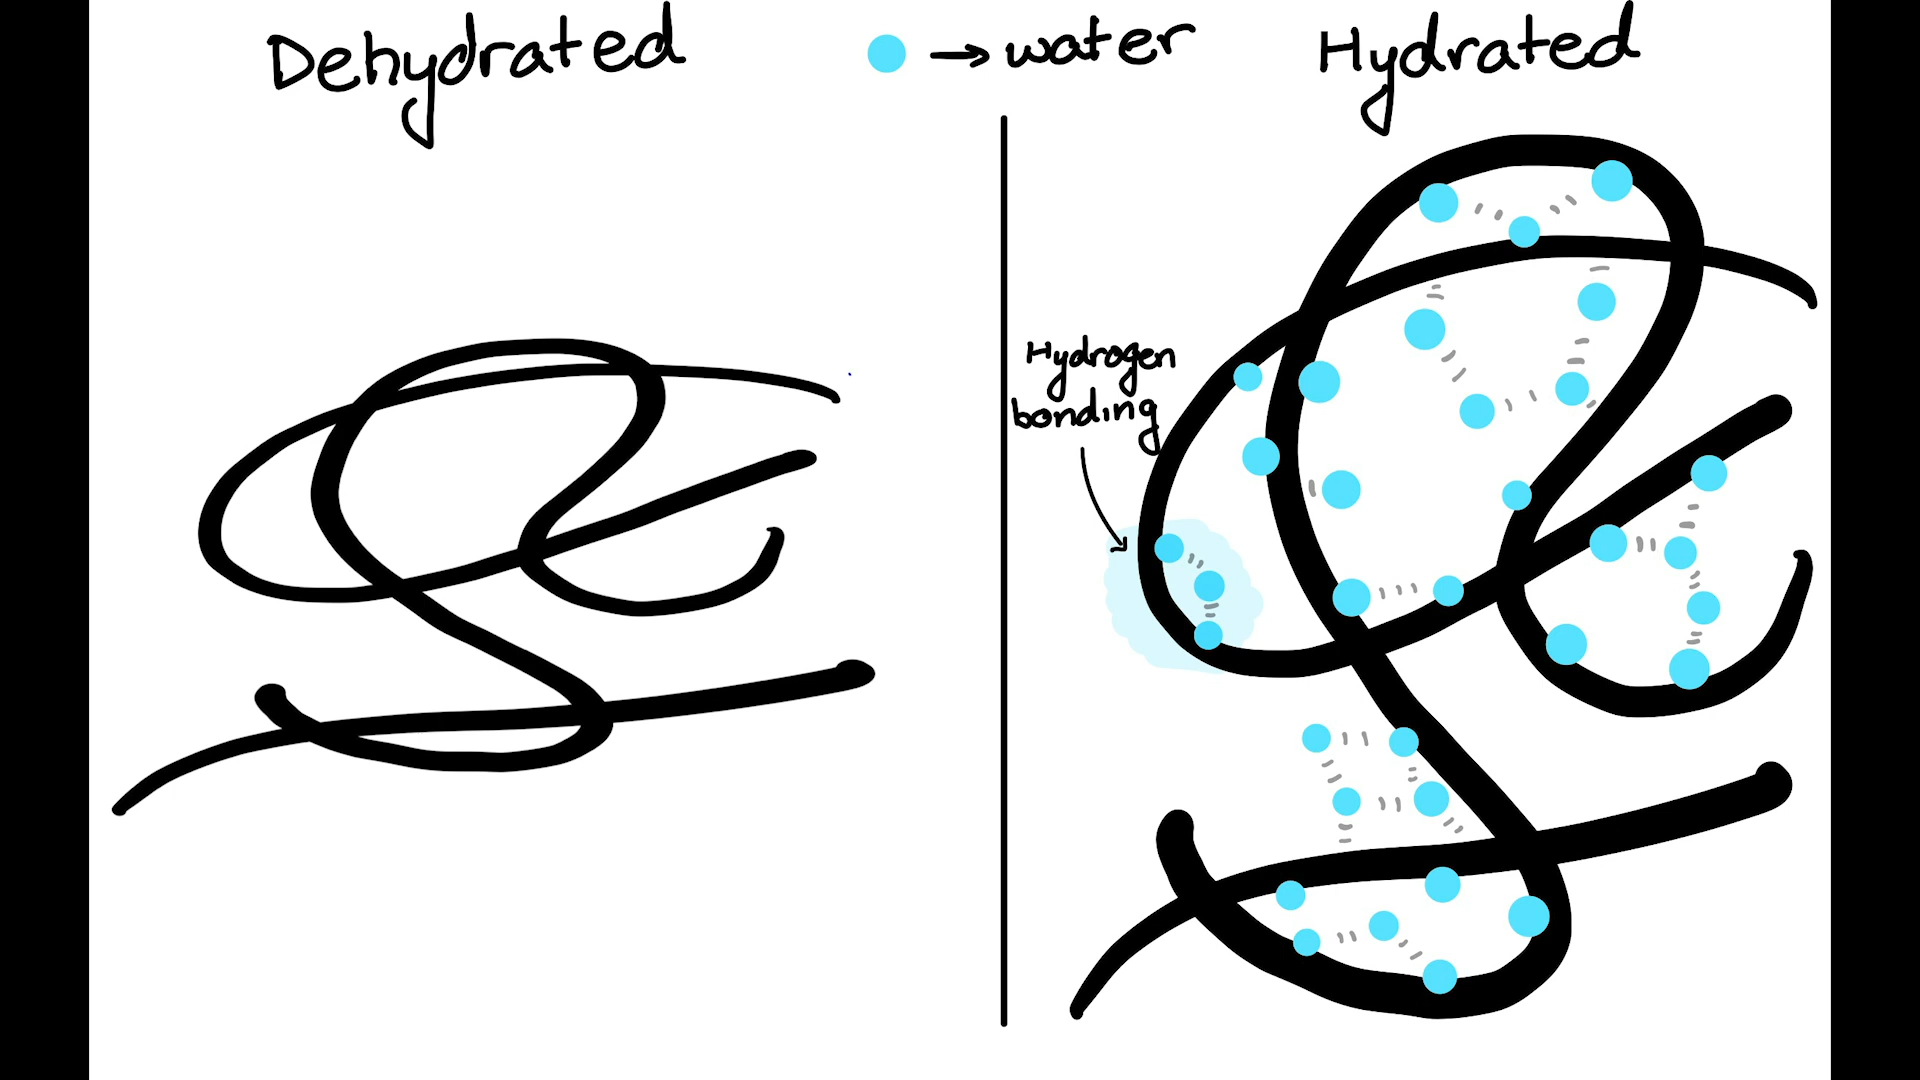 Dehydrated
→ water
Hydrated
Hydrogen
bonding